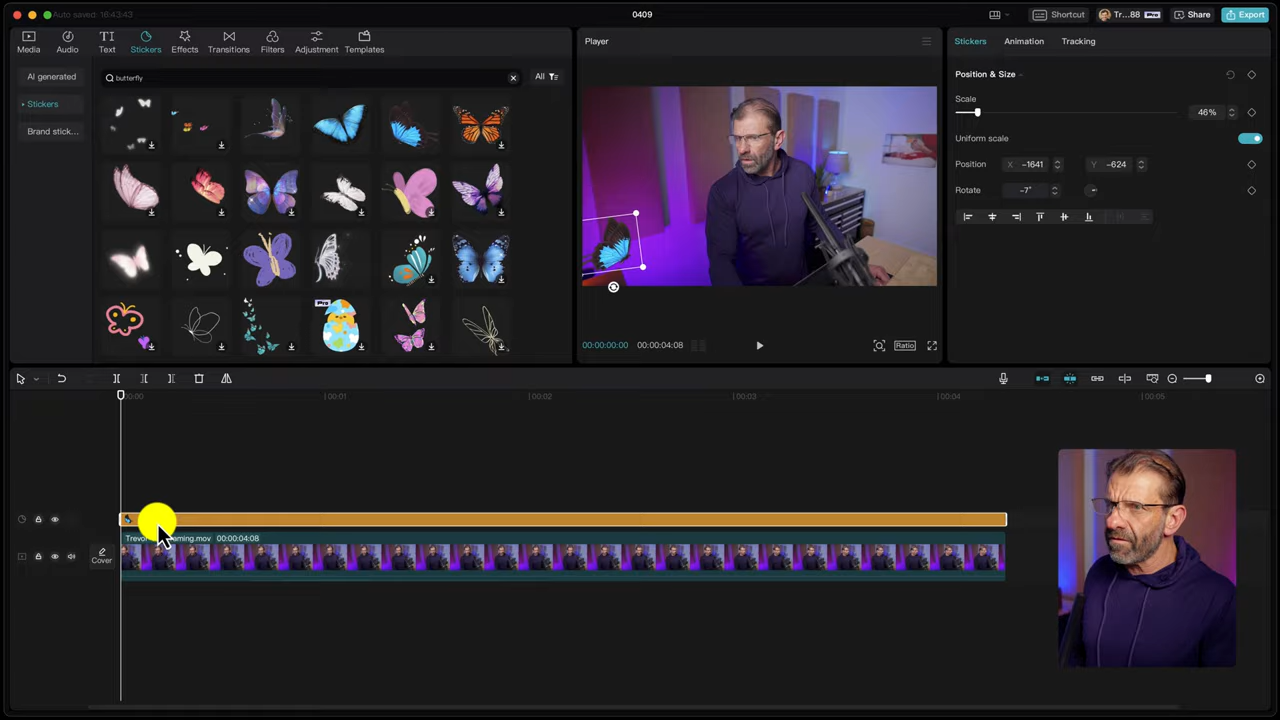 Auto saved: 16:43:43
0409
Shortcut
Tr...88
Pro
Share
Export
Media
Audio
Text
Stickers
Effects
Transitions
Filters
Adjustment
Templates
AI generated
Stickers
Brand stick...
butterfly
All
Pro
Player
00:00:00:00
00:00:04:08
Ratio
Stickers
Animation
Tracking
Position & Size
Scale
46%
Uniform scale
Position
X
-1641
Y
-624
Rotate
-7°
00:00
00:01
00:02
00:03
00:04
00:05
Cover
00:00:04:08